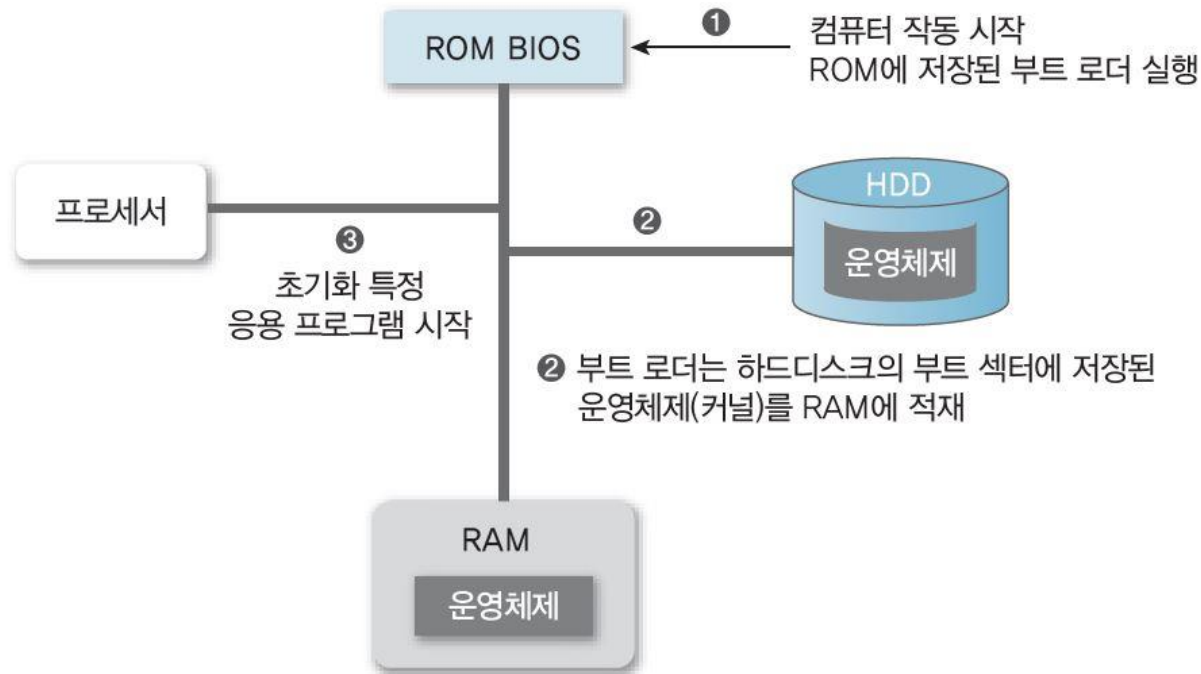 ROM BIOS
❶
컴퓨터 작동 시작
ROM에 저장된 부트 로더 실행
프로세서
❸
초기화 특정
응용 프로그램 시작
❷
HDD
운영체제
❷ 부트 로더는 하드디스크의 부트 섹터에 저장된
운영체제(커널)를 RAM에 적재
RAM
운영체제